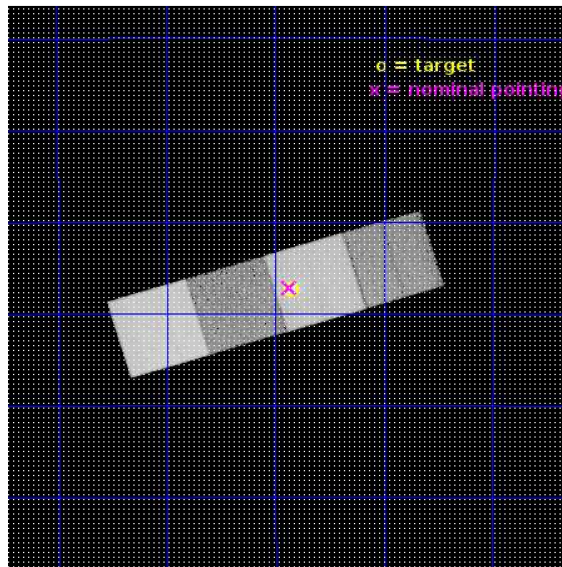 o = target
x = nominal pointing